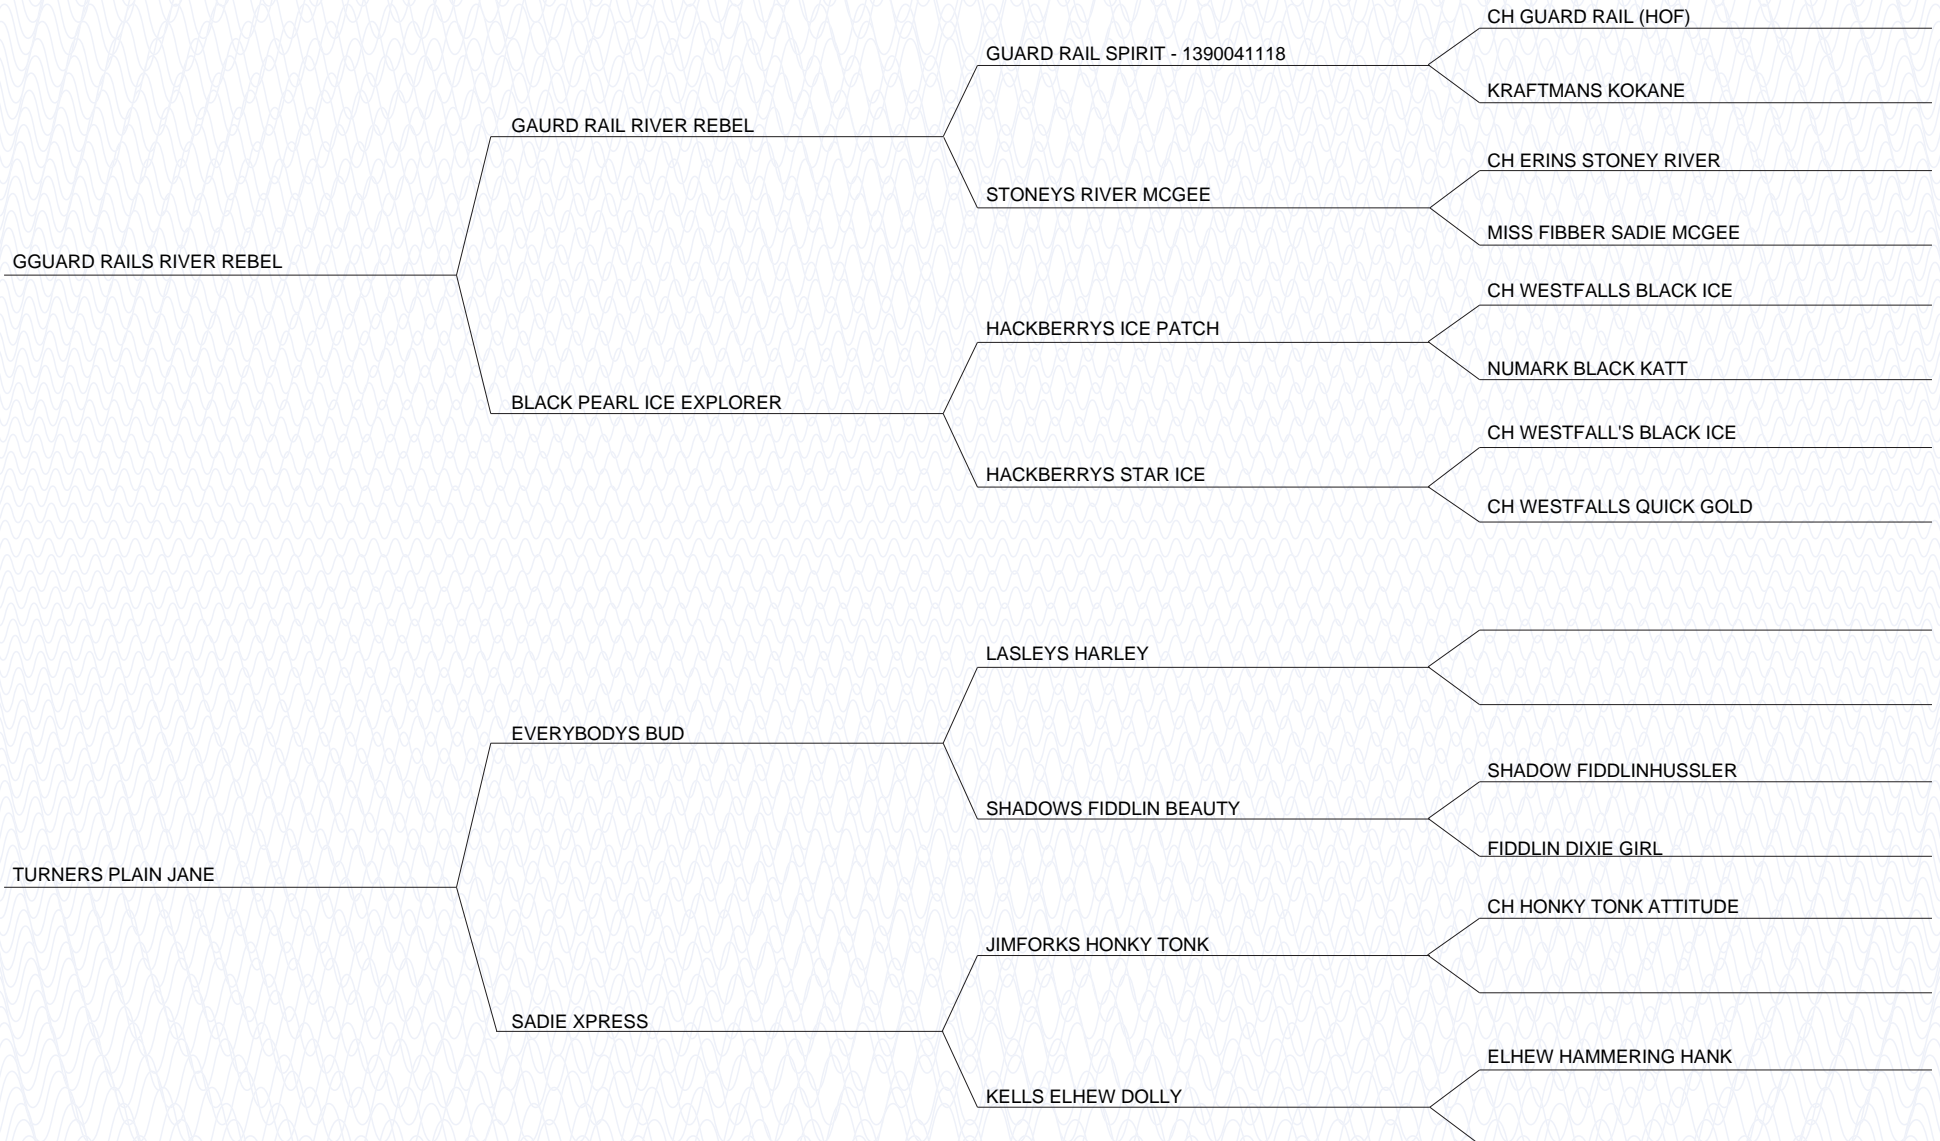 CH GUARD RAIL (HOF)
GUARD RAIL SPIRIT - 1390041118
KRAFTMANS KOKANE
GAURD RAIL RIVER REBEL
CH ERINS STONEY RIVER
STONEYS RIVER MCGEE
MISS FIBBER SADIE MCGEE
GGUARD RAILS RIVER REBEL
CH WESTFALLS BLACK ICE
HACKBERRYS ICE PATCH
NUMARK BLACK KATT
BLACK PEARL ICE EXPLORER
CH WESTFALL'S BLACK ICE
HACKBERRYS STAR ICE
CH WESTFALLS QUICK GOLD
LASLEYS HARLEY
EVERYBODYS BUD
SHADOW FIDDLINHUSSLER
SHADOWS FIDDLIN BEAUTY
FIDDLIN DIXIE GIRL
TURNERS PLAIN JANE
CH HONKY TONK ATTITUDE
JIMFORKS HONKY TONK
SADIE XPRESS
ELHEW HAMMERING HANK
KELLS ELHEW DOLLY